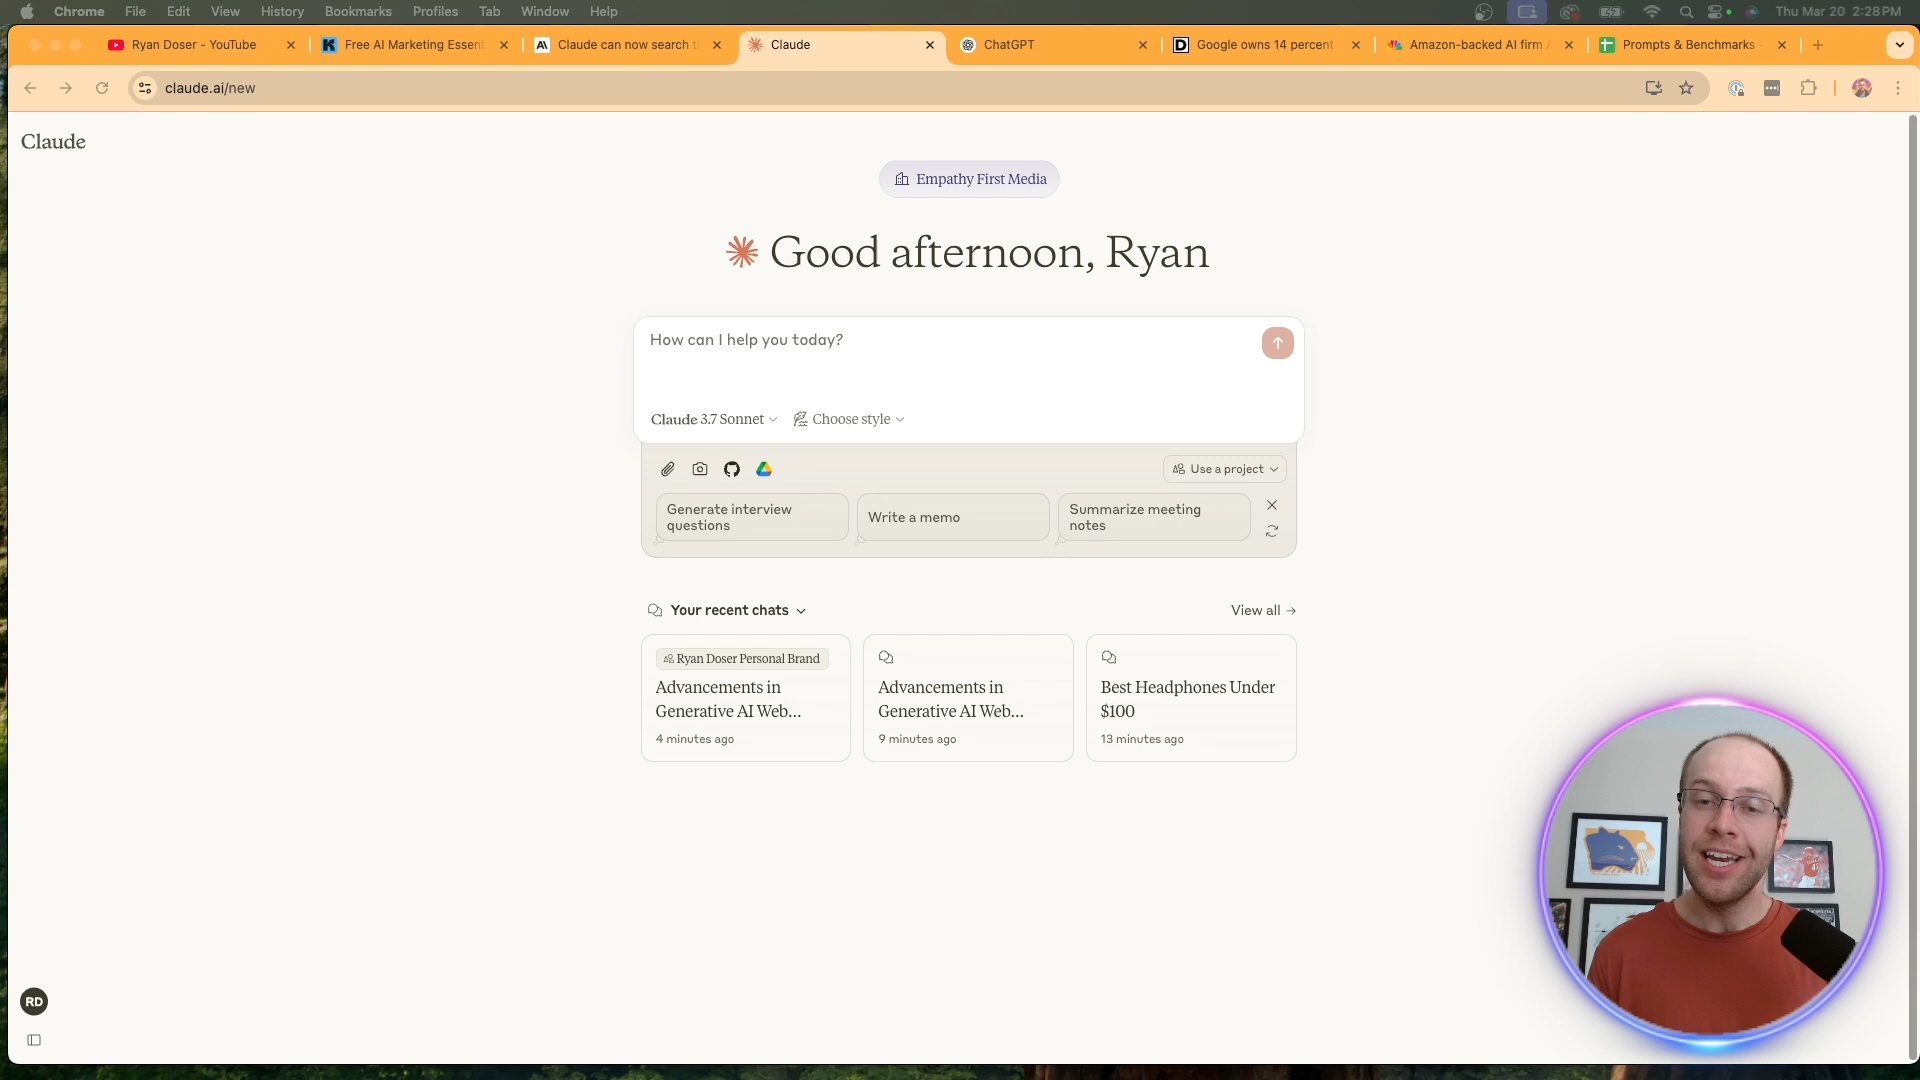 Chrome File Edit View History Bookmarks Profiles Tab Window Help Thu Mar 20 2:28 PM
Ryan Doser - YouTube Free AI Marketing Essent Claude can now search t Claude ChatGPT Google owns 14 percent Amazon-backed AI firm Prompts & Benchmarks
claude.ai/new
Claude
Empathy First Media
Good afternoon, Ryan
How can I help you today?
Claude 3.7 Sonnet Choose style
Use a project
Generate interview
questions
Write a memo
Summarize meeting
notes
Your recent chats View all →
Ryan Doser Personal Brand
Advancements in
Generative AI Web...
4 minutes ago
Advancements in
Generative AI Web...
9 minutes ago
Best Headphones Under
$100
13 minutes ago
RD